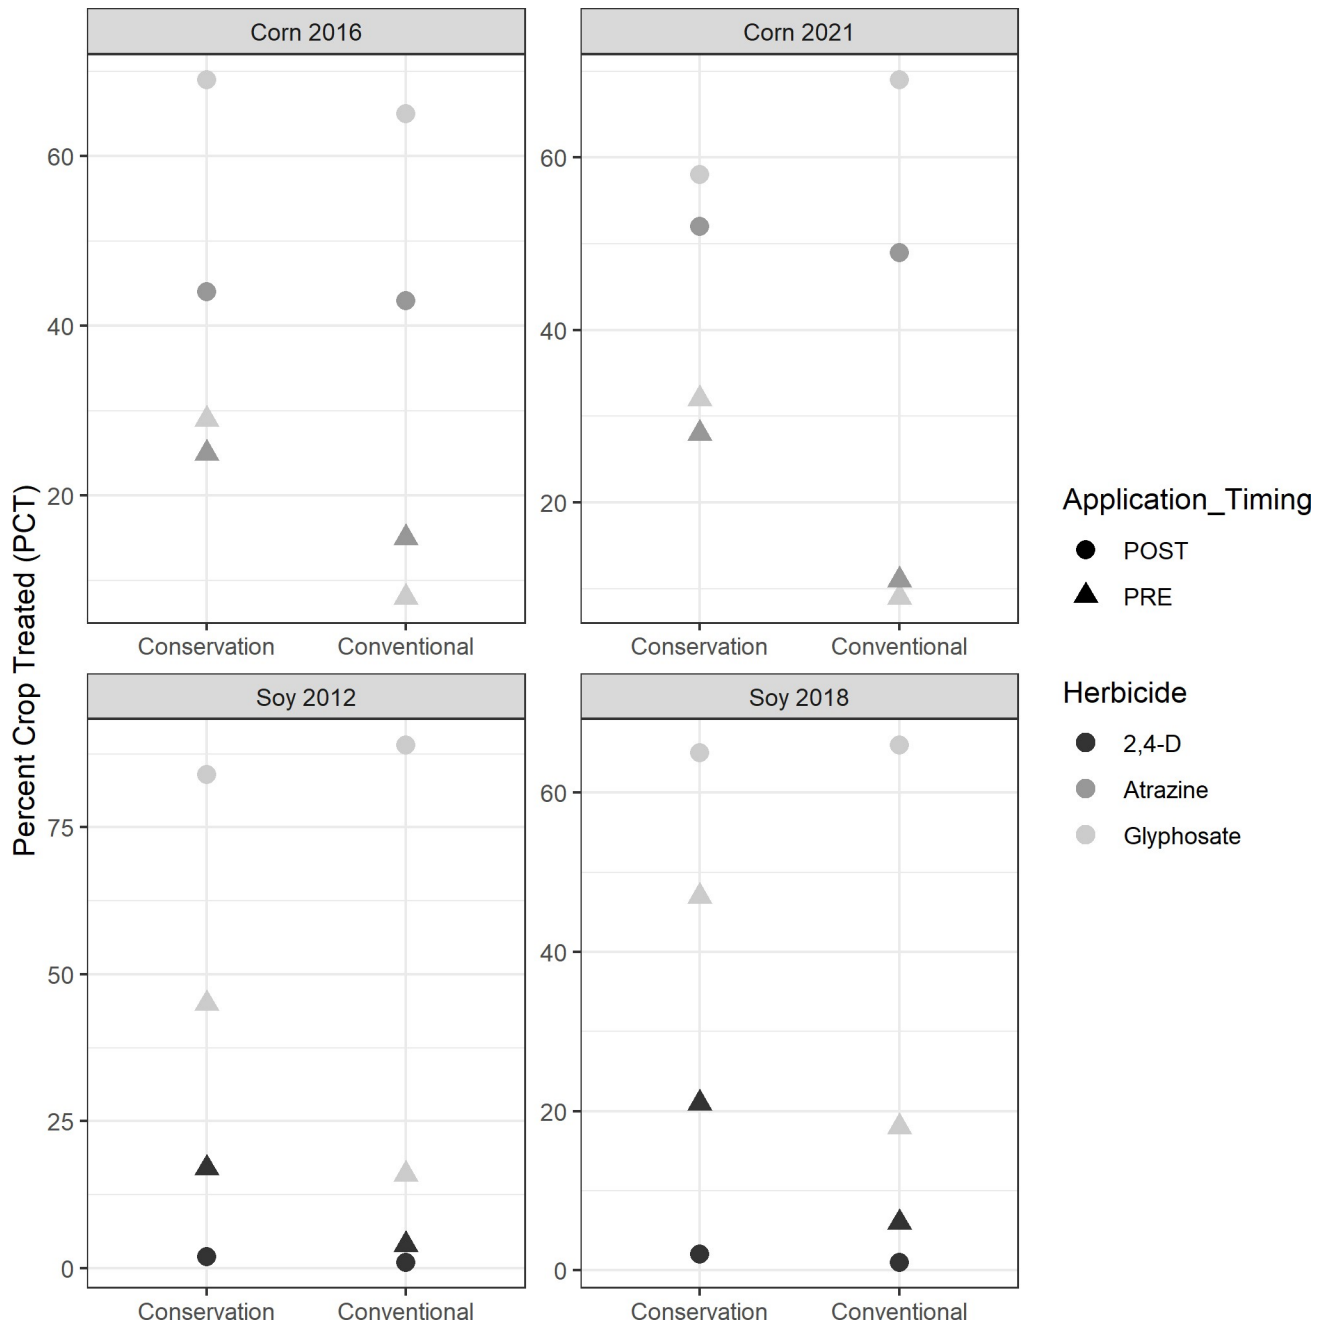 Corn 2016
Corn 2021
60
40
20
60
40
20
Conservation
Conventional
Conservation
Conventional
Percent Crop Treated (PCT)
Soy 2012
Soy 2018
75
50
25
0
60
40
20
0
Conservation
Conventional
Conservation
Conventional
Application_Timing
POST
PRE
Herbicide
2,4-D
Atrazine
Glyphosate